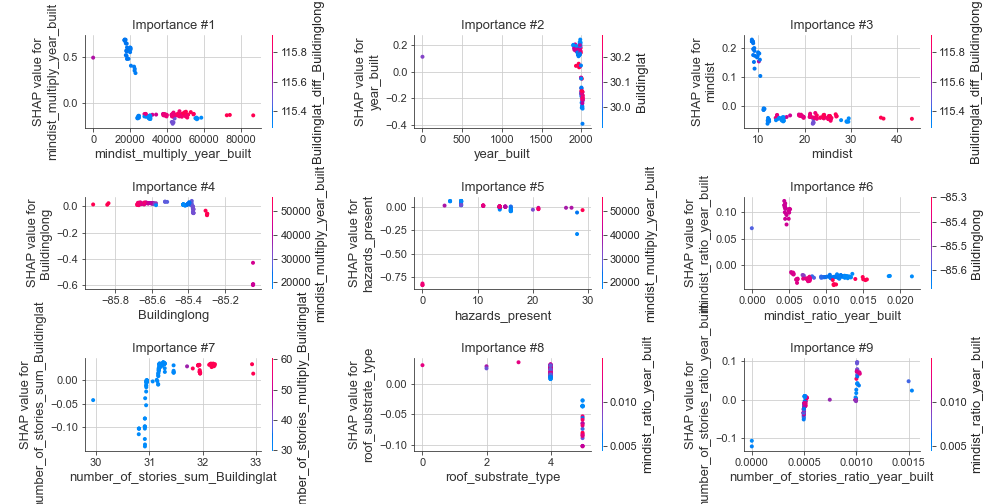 Importance #1
SHAP value for
mindist_multiply_year_built
0.5
0.0
0
20000
40000
60000
80000
mindist_multiply_year_built
115.8
115.6
115.4
Buildinglat_diff_Buildinglong
Importance #2
SHAP value for
year_built
0.2
0.0
−0.2
−0.4
0
500
1000
1500
2000
year_built
30.2
30.1
30.0
Buildinglat
Importance #3
SHAP value for
mindist
0.2
0.0
10
20
30
40
mindist
115.8
115.6
115.4
Buildinglat_diff_Buildinglong
Importance #4
SHAP value for
Buildinglong
0.0
−0.2
−0.4
−0.6
−85.8
−85.6
−85.4
−85.2
Buildinglong
50000
40000
30000
20000
mindist_multiply_year_built
Importance #5
SHAP value for
hazards_present
0.00
−0.25
−0.50
−0.75
0
10
20
30
hazards_present
50000
40000
30000
20000
mindist_multiply_year_built
Importance #6
SHAP value for
mindist_ratio_year_built
0.10
0.05
0.00
0.000
0.005
0.010
0.015
0.020
mindist_ratio_year_built
−85.3
−85.4
−85.5
−85.6
Buildinglong
Importance #7
SHAP value for
number_of_stories_sum_Buildinglat
0.00
−0.05
−0.10
30
31
32
33
number_of_stories_sum_Buildinglat
60
50
40
30
number_of_stories_multiply_Buildinglat
Importance #8
SHAP value for
roof_substrate_type
0.00
−0.05
−0.10
0
2
4
roof_substrate_type
0.010
0.005
mindist_ratio_year_built
Importance #9
SHAP value for
number_of_stories_ratio_year_built
0.1
0.0
−0.1
0.0000
0.0005
0.0010
0.0015
number_of_stories_ratio_year_built
0.010
0.005
mindist_ratio_year_built